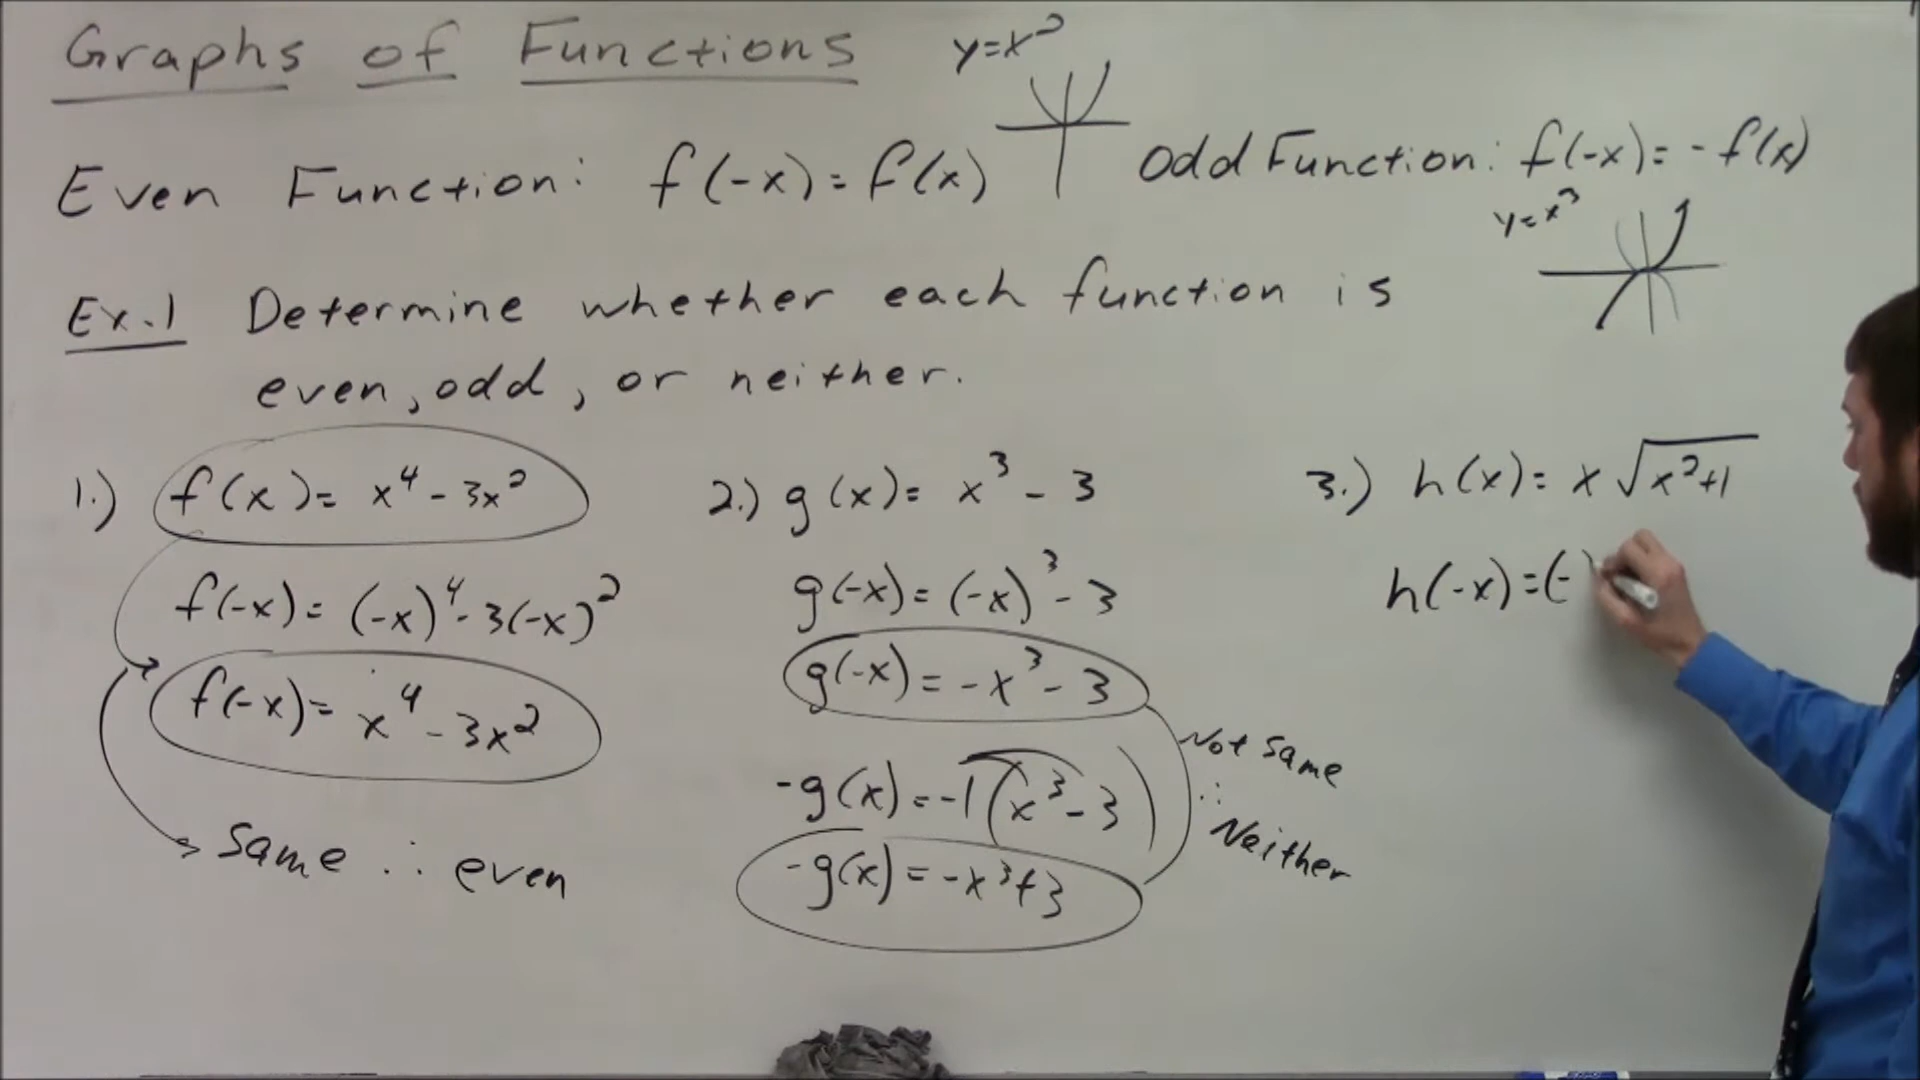 Graphs of Functions
y=x²
Even Function: f(-x)=f(x)
Odd Function: f(-x)=-f(x)
y=x³
Ex.1 Determine whether each function is
even, odd, or neither.
1.) f(x)= x⁴-3x²
f(-x)= (-x)⁴-3(-x)²
f(-x)= x⁴-3x²
Same ∴ even
2.) g(x)= x³-3
g(-x)= (-x)³-3
g(-x)= -x³-3
-g(x)=-1(x³-3)
-g(x)= -x³+3
Not same
∴
Neither
3.) h(x)= x√(x²+1)
h(-x)=(-